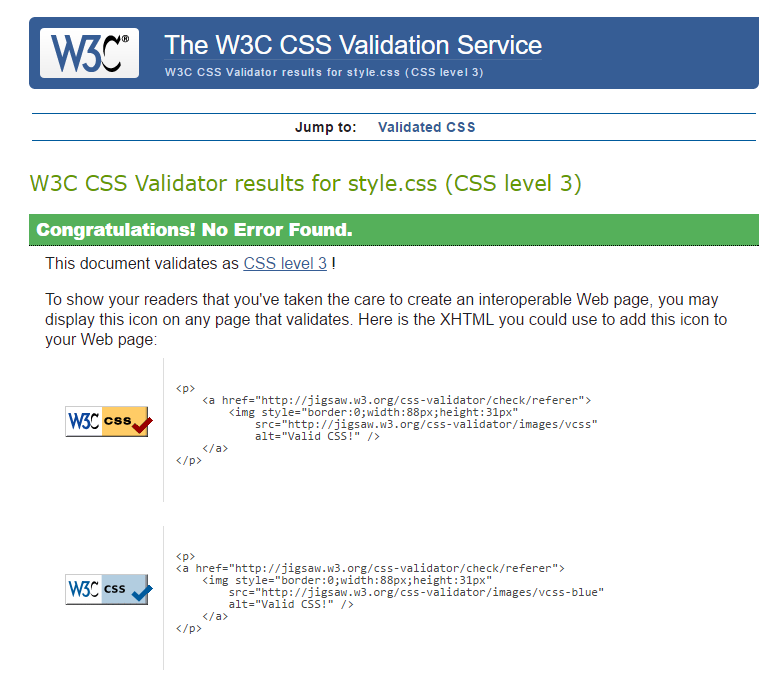 W3C®
The W3C CSS Validation Service
W3C CSS Validator results for style.css (CSS level 3)
Jump to: Validated CSS
W3C CSS Validator results for style.css (CSS level 3)
Congratulations! No Error Found.
This document validates as CSS level 3 !
To show your readers that you've taken the care to create an interoperable Web page, you may
display this icon on any page that validates. Here is the XHTML you could use to add this icon to
your Web page:
W3C css
<p>
    <a href="http://jigsaw.w3.org/css-validator/check/referer">
        <img style="border:0;width:88px;height:31px"
            src="http://jigsaw.w3.org/css-validator/images/vcss"
            alt="Valid CSS!" />
    </a>
</p>
W3C css
<p>
<a href="http://jigsaw.w3.org/css-validator/check/referer">
    <img style="border:0;width:88px;height:31px"
        src="http://jigsaw.w3.org/css-validator/images/vcss-blue"
        alt="Valid CSS!" />
    </a>
</p>